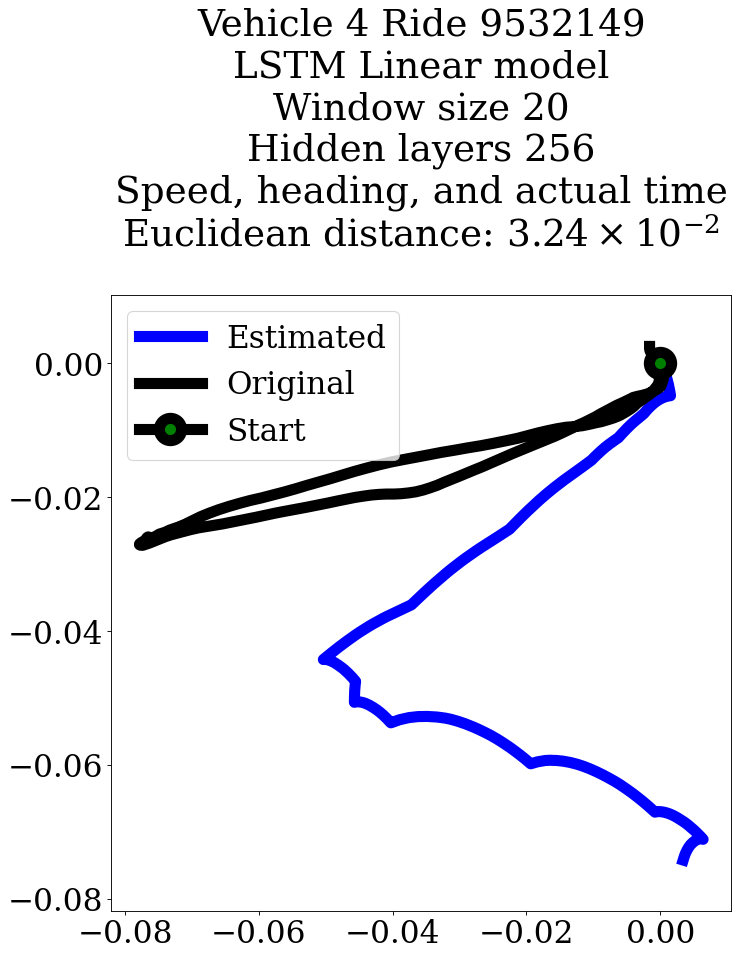 Vehicle 4 Ride 9532149
LSTM Linear model
Window size 20
Hidden layers 256
Speed, heading, and actual time
Euclidean distance: 3.24 × 10⁻²
Estimated
Original
Start
0.00
−0.02
−0.04
−0.06
−0.08
−0.08 −0.06 −0.04 −0.02 0.00